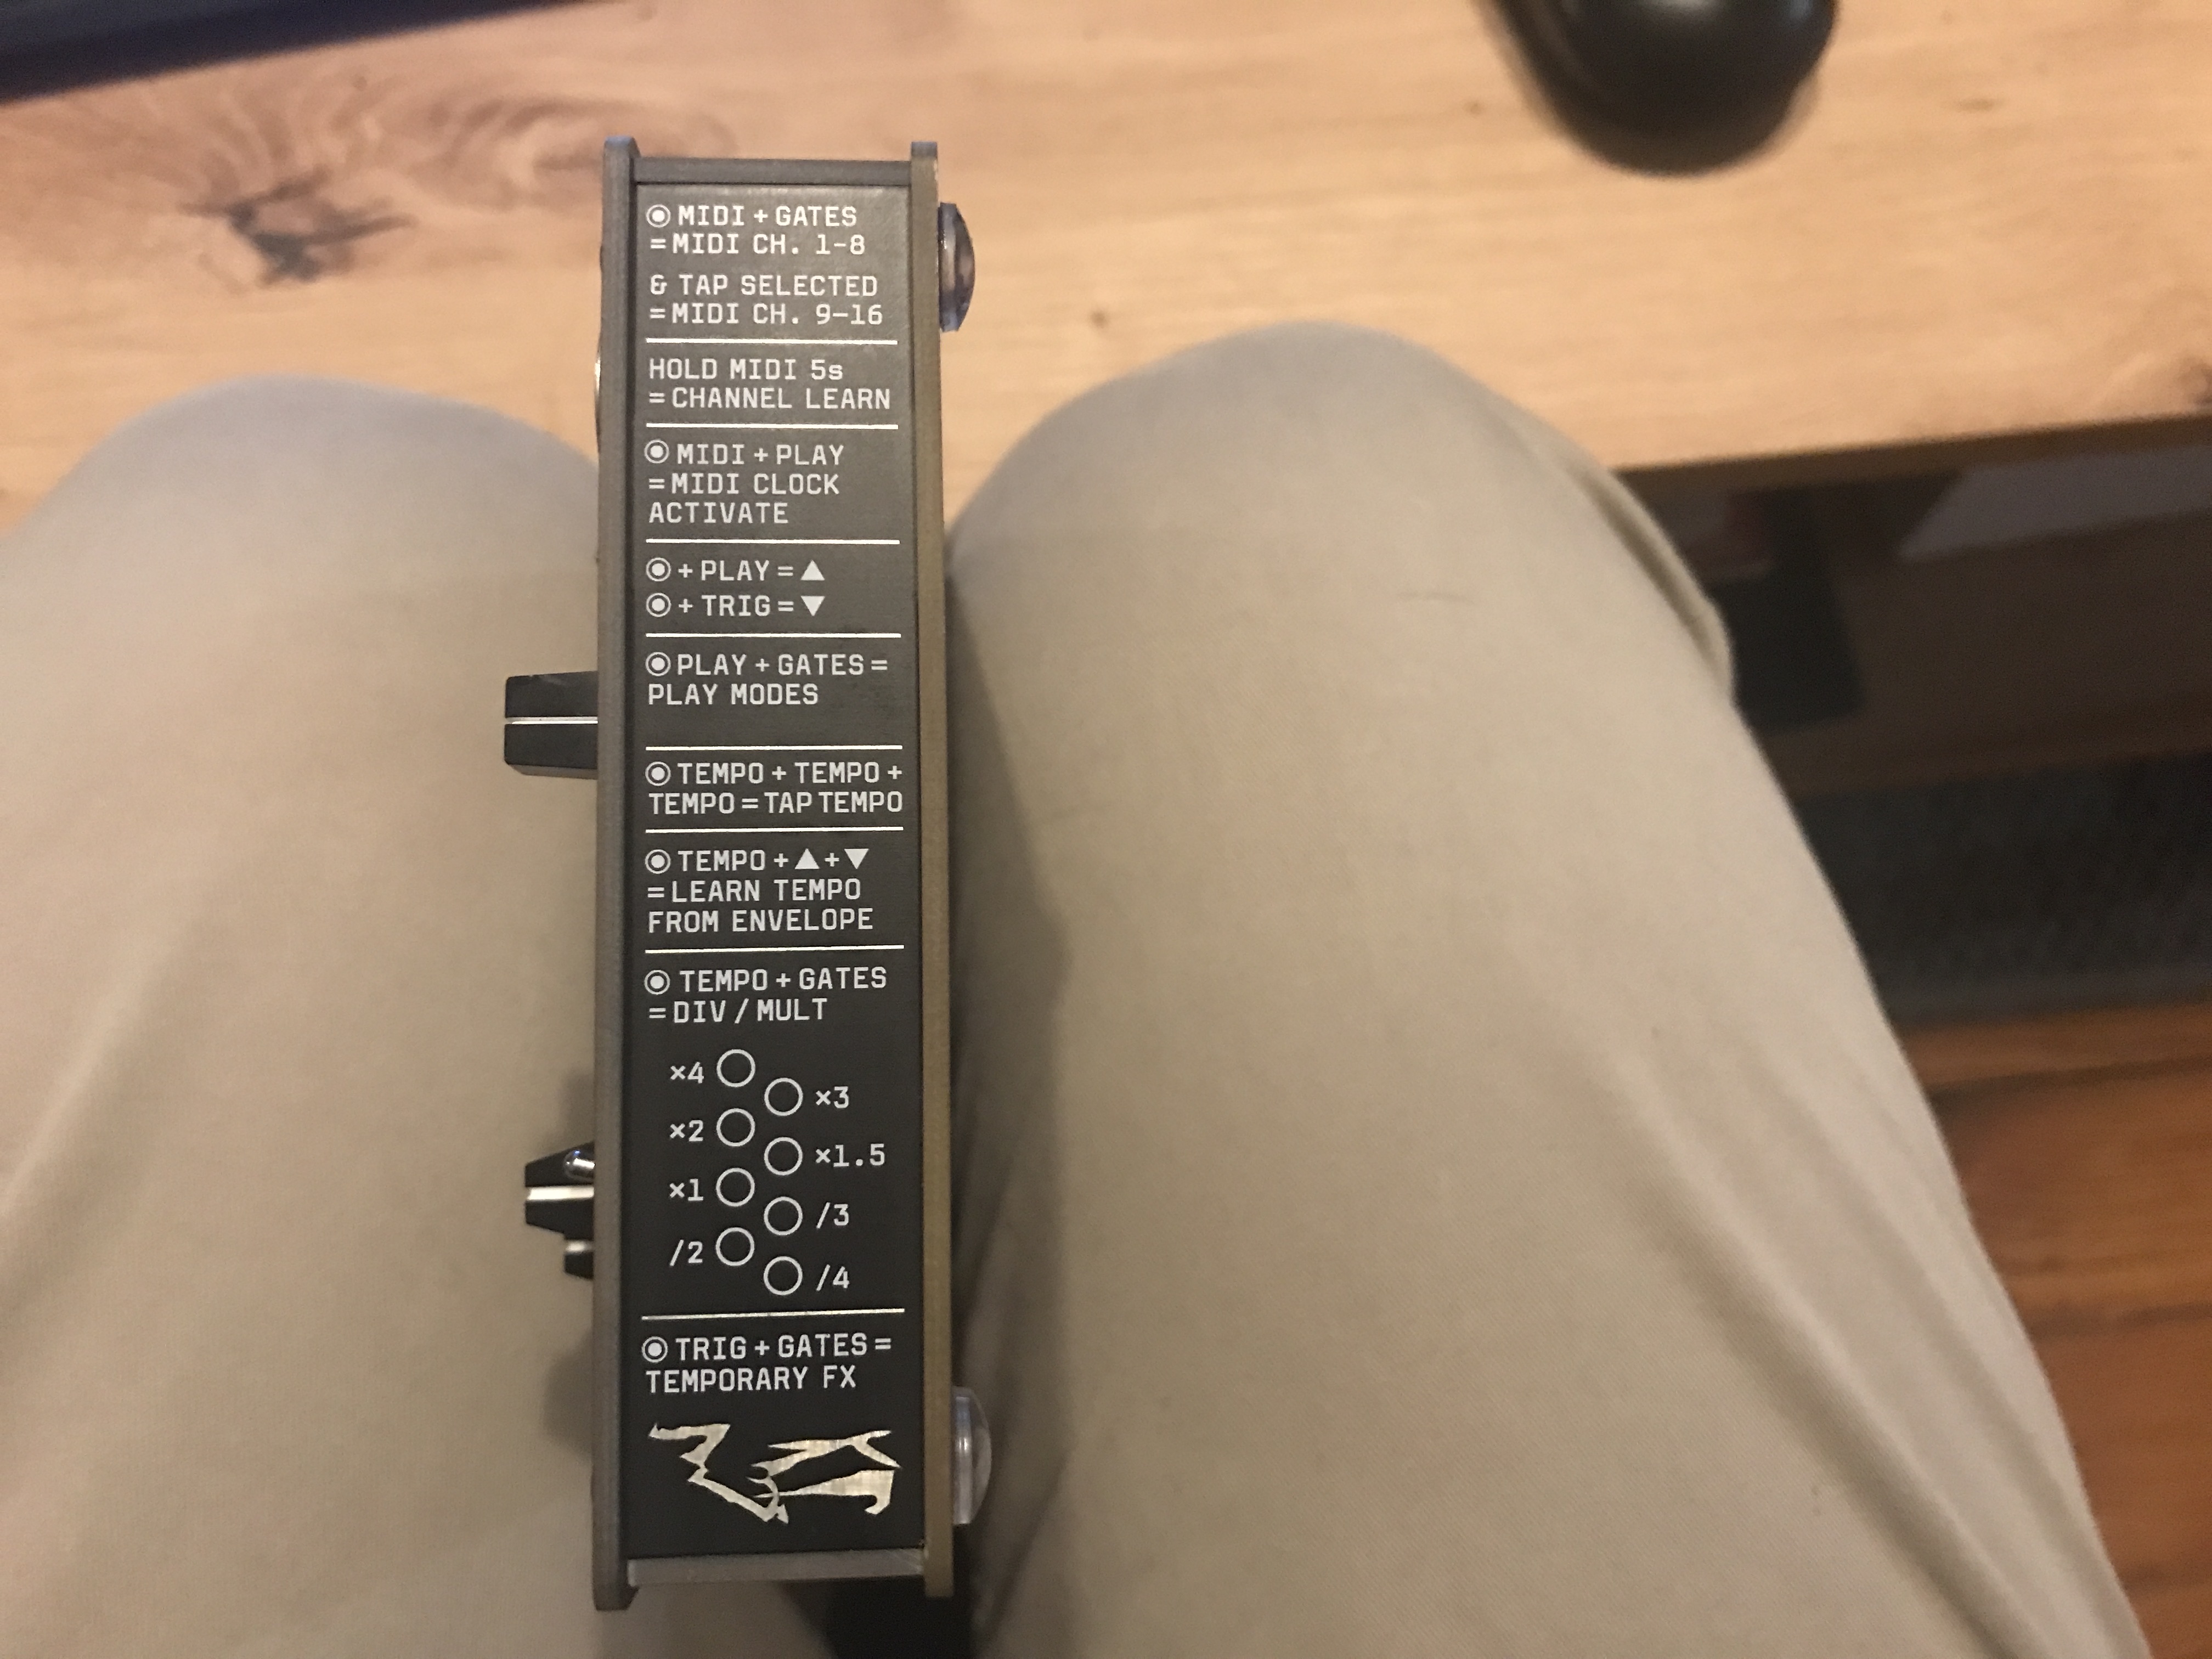 ◉ MIDI + GATES
= MIDI CH. 1-8
& TAP SELECTED
= MIDI CH. 9-16
HOLD MIDI 5s
= CHANNEL LEARN
◉ MIDI + PLAY
= MIDI CLOCK
ACTIVATE
◉ + PLAY = ▲
◉ + TRIG = ▼
◉ PLAY + GATES =
PLAY MODES
◉ TEMPO + TEMPO +
TEMPO = TAP TEMPO
◉ TEMPO + ▲ + ▼
= LEARN TEMPO
FROM ENVELOPE
◉ TEMPO + GATES
= DIV / MULT
×4
×3
×2
×1.5
×1
/3
/2
/4
◉ TRIG + GATES =
TEMPORARY FX